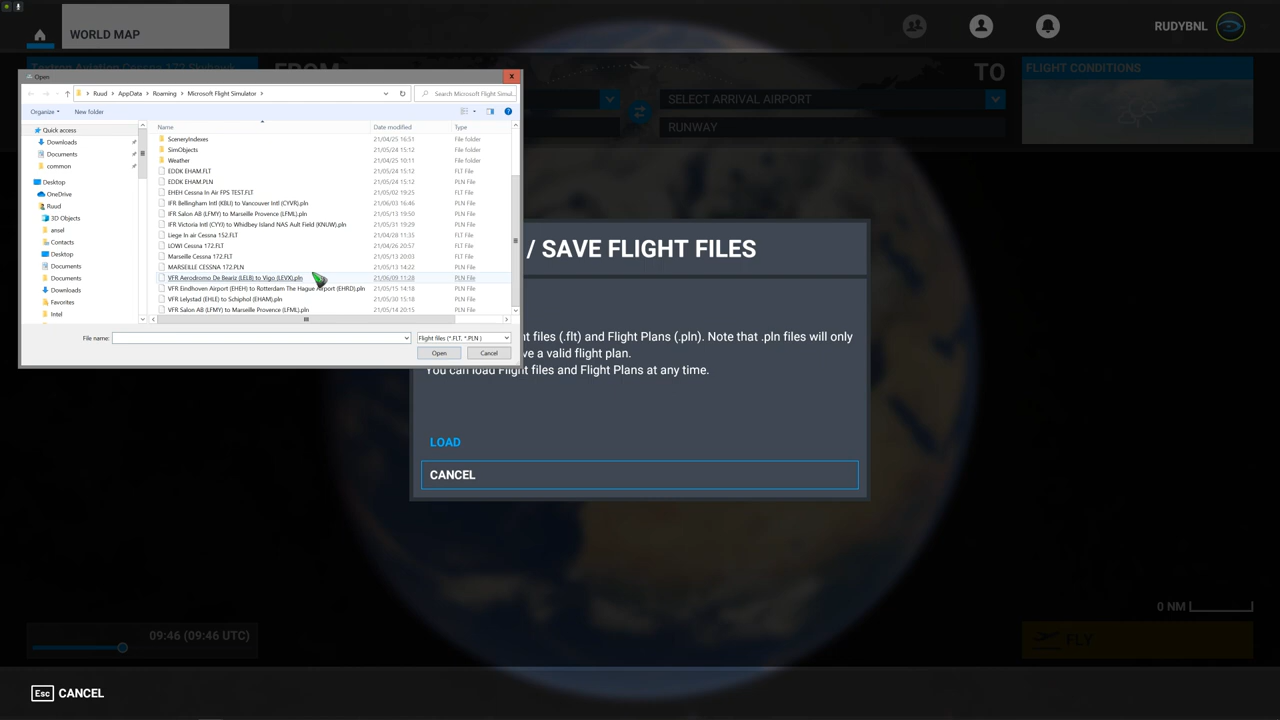 WORLD MAP
RUDYBNL
Textron Aviation Cessna 172 Skyhawk
FROM
TO
FLIGHT CONDITIONS
SELECT ARRIVAL AIRPORT
RUNWAY
Open
Ruud > AppData > Roaming > Microsoft Flight Simulator >
Search Microsoft Flight Simul...
Organize
New folder
Name
Date modified
Type
Quick access
Downloads
Documents
common
Desktop
OneDrive
Ruud
3D Objects
ansel
Contacts
Desktop
Documents
Documents
Downloads
Favorites
Intel
SceneryIndexes 21/04/25 16:51 File folder
SimObjects 21/05/24 15:12 File folder
Weather 21/04/25 10:11 File folder
EDDK EHAM.FLT 21/05/24 15:12 FLT File
EDDK EHAM.PLN 21/05/24 15:12 PLN File
EHEH Cessna In Air FPS TEST.FLT 21/05/02 19:25 FLT File
IFR Bellingham Intl (KBLI) to Vancouver Intl (CYVR).pln 21/06/03 16:46 PLN File
IFR Salon AB (LFMY) to Marseille Provence (LFML).pln 21/05/13 19:50 PLN File
IFR Victoria Intl (CYYJ) to Whidbey Island NAS Ault Field (KNUW).pln 21/05/31 19:29 PLN File
Liege In air Cessna 152.FLT 21/04/28 11:35 FLT File
LOWI Cessna 172.FLT 21/04/26 20:57 FLT File
Marseille Cessna 172.FLT 21/05/13 20:03 FLT File
MARSEILLE CESSNA 172.PLN 21/05/13 14:22 PLN File
VFR Aerodromo De Beariz (LELB) to Vigo (LEVX).pln 21/06/09 11:28 PLN File
VFR Eindhoven Airport (EHEH) to Rotterdam The Hague Airport (EHRD).pln 21/05/15 14:18 PLN File
VFR Lelystad (EHLE) to Schiphol (EHAM).pln 21/05/30 15:18 PLN File
VFR Salon AB (LFMY) to Marseille Provence (LFML).pln 21/05/14 20:15 PLN File
File name:
Flight files (*.FLT, *.PLN )
Open
Cancel
/ SAVE FLIGHT FILES
files (.flt) and Flight Plans (.pln). Note that .pln files will only
a valid flight plan.
You can load Flight files and Flight Plans at any time.
LOAD
CANCEL
0 NM
09:46 (09:46 UTC)
FLY
Esc CANCEL